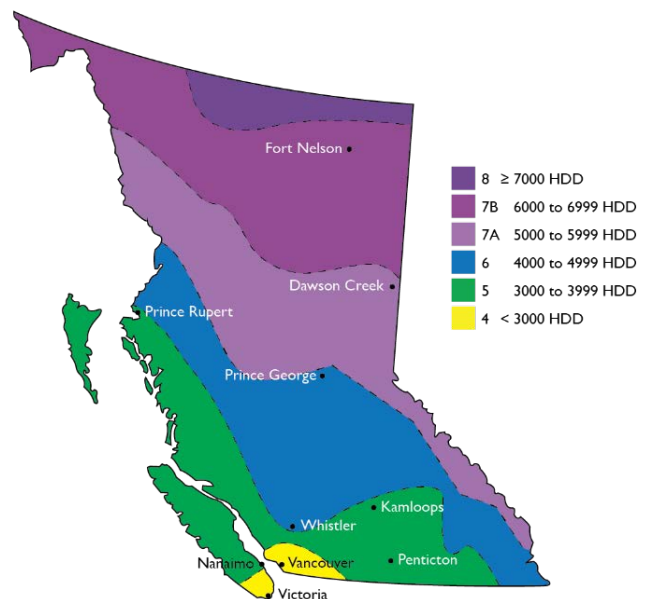 Fort Nelson
8 ≥ 7000 HDD
7B 6000 to 6999 HDD
7A 5000 to 5999 HDD
6 4000 to 4999 HDD
5 3000 to 3999 HDD
4 < 3000 HDD
Dawson Creek
Prince Rupert
Prince George
Kamloops
Whistler
Nanaimo
Vancouver
Penticton
Victoria